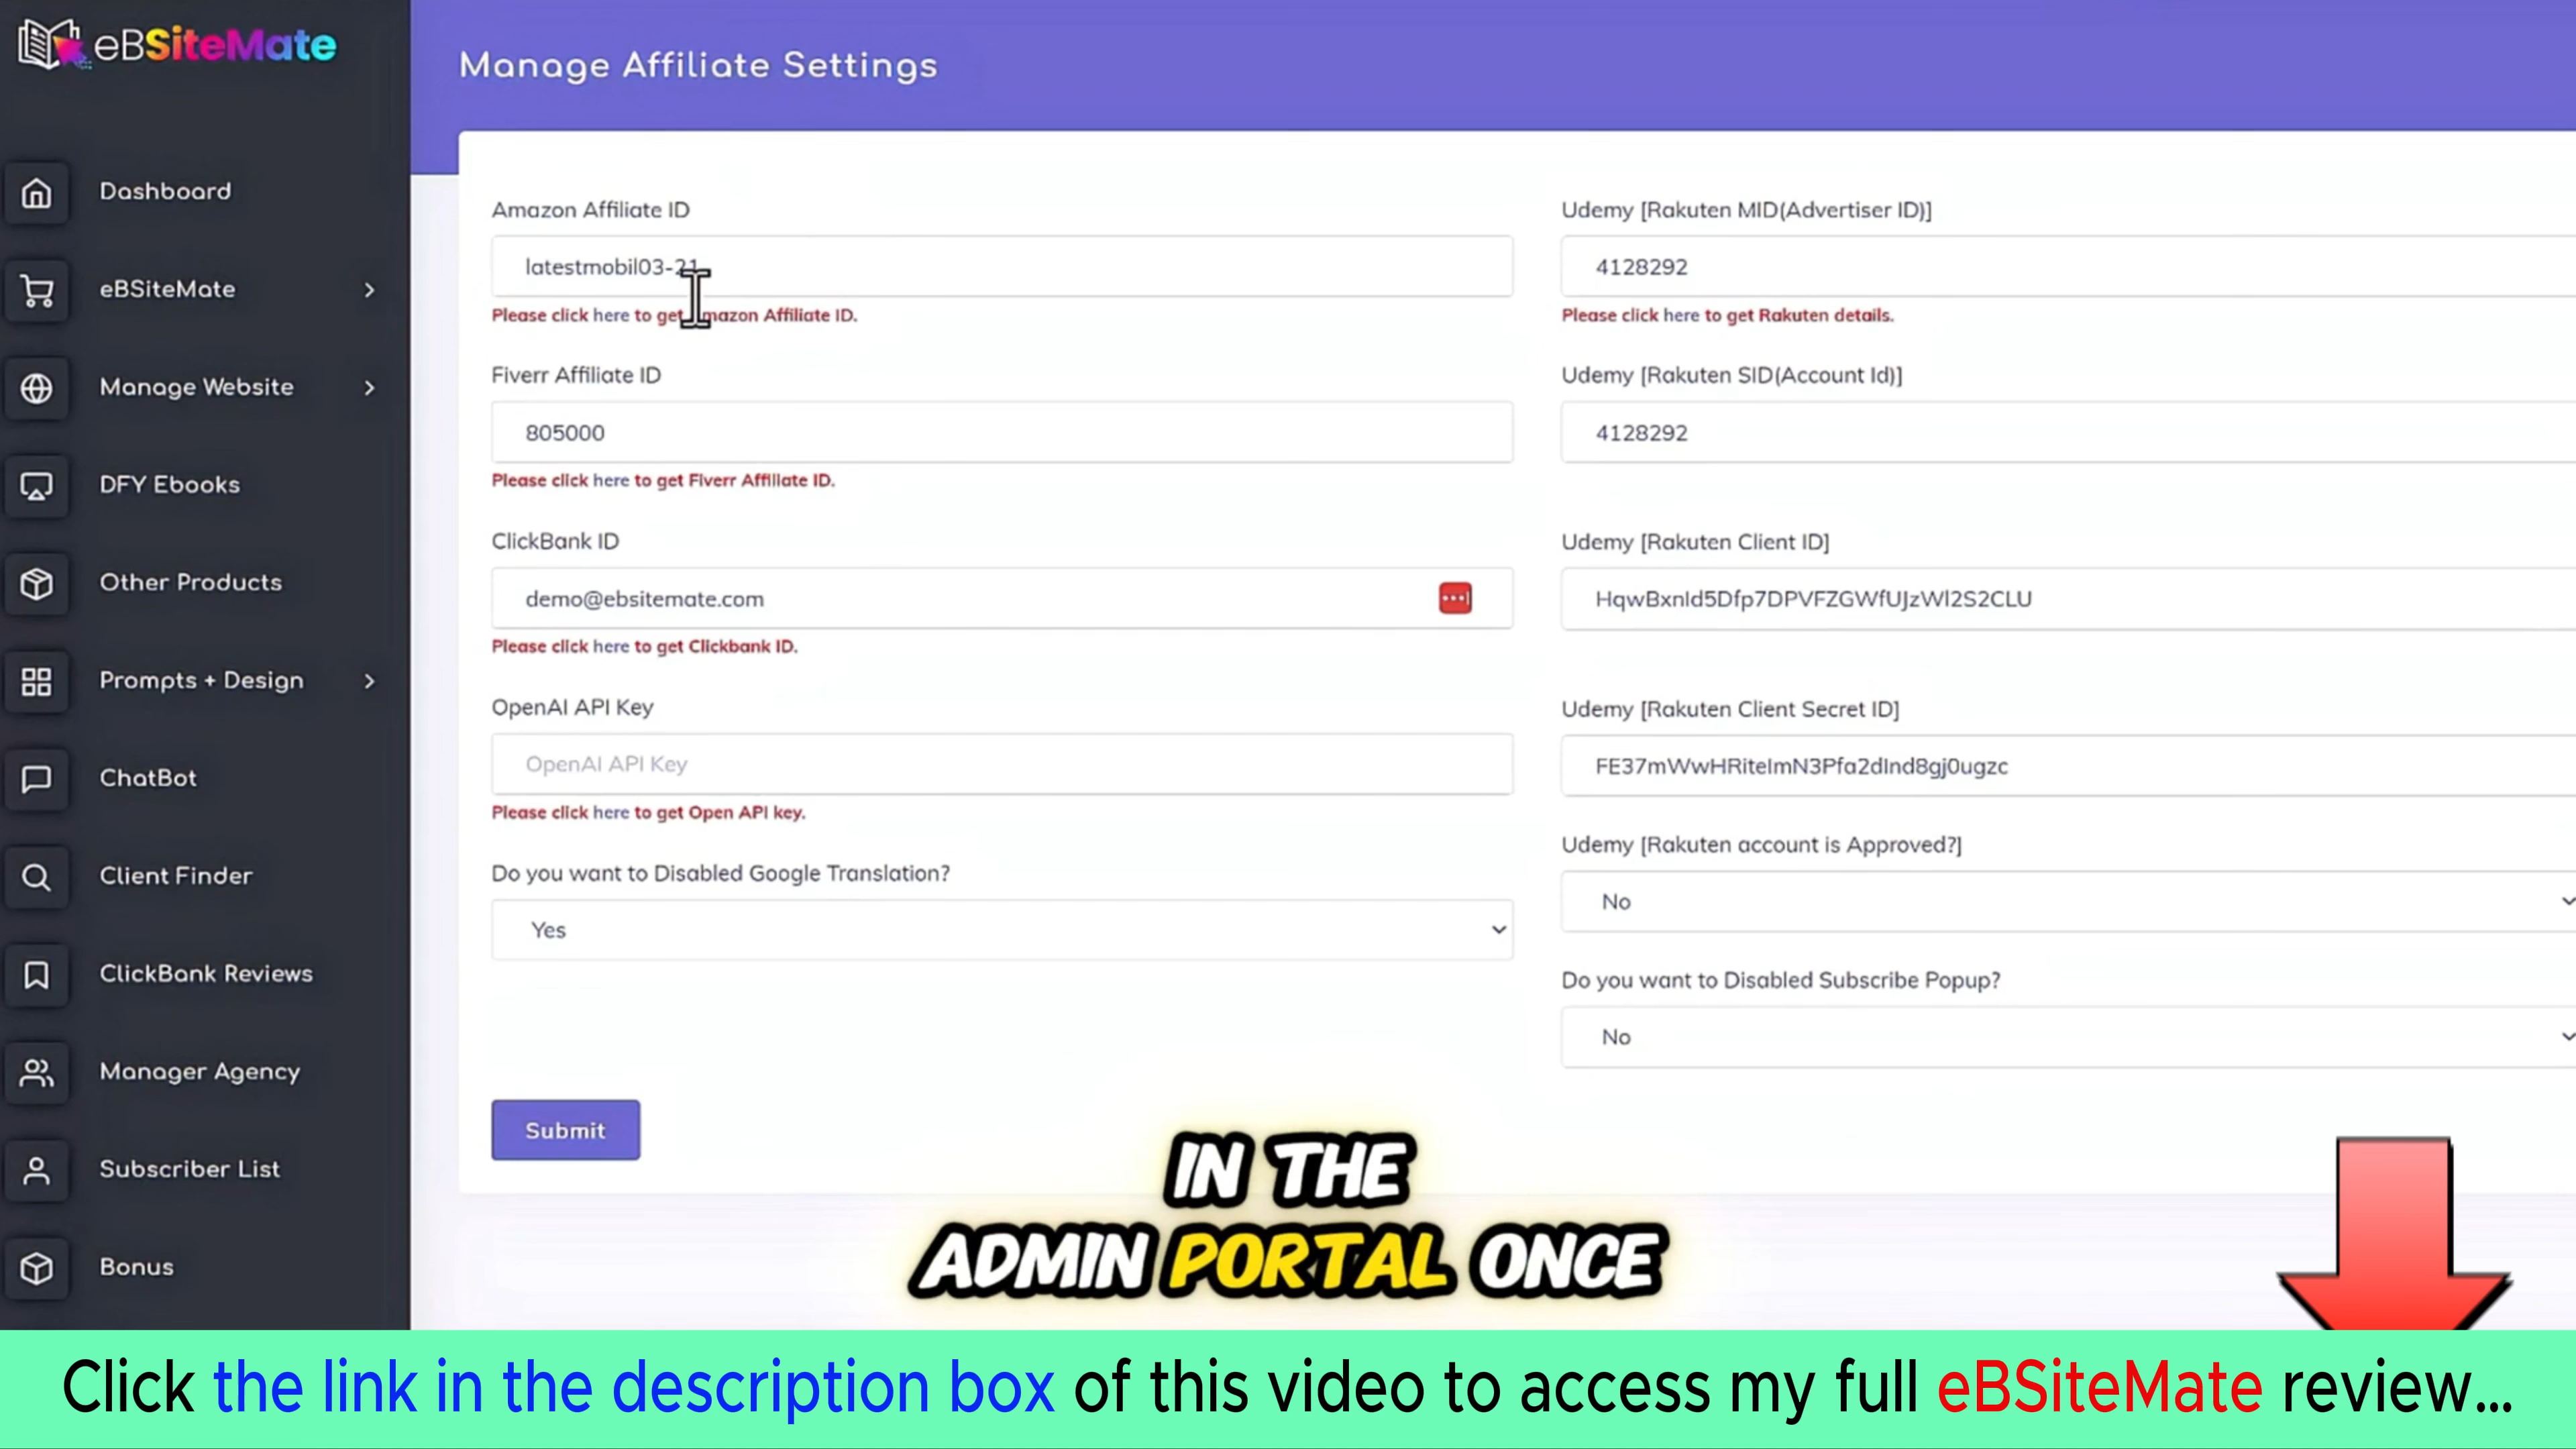 eBSiteMate
Manage Affiliate Settings
Dashboard
eBSiteMate
Manage Website
DFY Ebooks
Other Products
Prompts + Design
ChatBot
Client Finder
ClickBank Reviews
Manager Agency
Subscriber List
Bonus
Amazon Affiliate ID
latestmobil03-21
Please click here to get Amazon Affiliate ID.
Fiverr Affiliate ID
805000
Please click here to get Fiverr Affiliate ID.
ClickBank ID
demo@ebsitemate.com
Please click here to get Clickbank ID.
OpenAI API Key
OpenAI API Key
Please click here to get Open API key.
Do you want to Disabled Google Translation?
Yes
Submit
Udemy [Rakuten MID(Advertiser ID)]
4128292
Please click here to get Rakuten details.
Udemy [Rakuten SID(Account Id)]
4128292
Udemy [Rakuten Client ID]
HqwBxnId5Dfp7DPVFZGWfUJzWl2S2CLU
Udemy [Rakuten Client Secret ID]
FE37mWwHRiteImN3Pfa2dInd8gj0ugzc
Udemy [Rakuten account is Approved?]
No
Do you want to Disabled Subscribe Popup?
No
IN THE
ADMIN PORTAL ONCE
Click the link in the description box of this video to access my full eBSiteMate review...